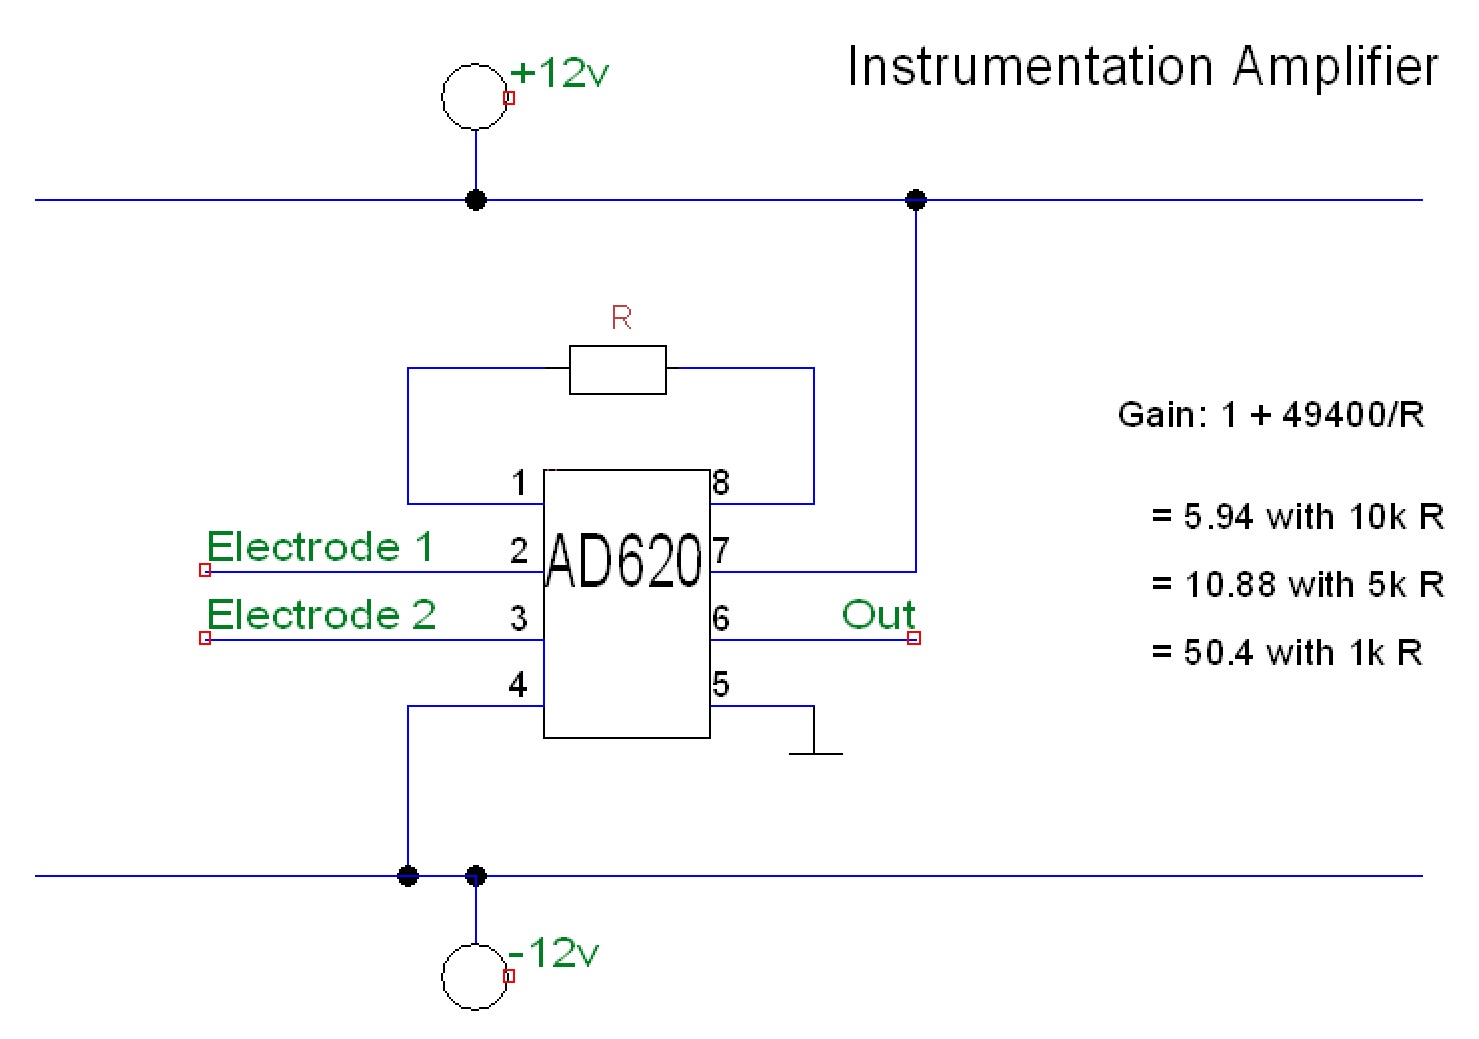 Instrumentation Amplifier
+12v
R
Gain: 1 + 49400/R
1
8
= 5.94 with 10k R
Electrode 1
2
AD620
7
= 10.88 with 5k R
Electrode 2
3
6
Out
= 50.4 with 1k R
4
5
-12v